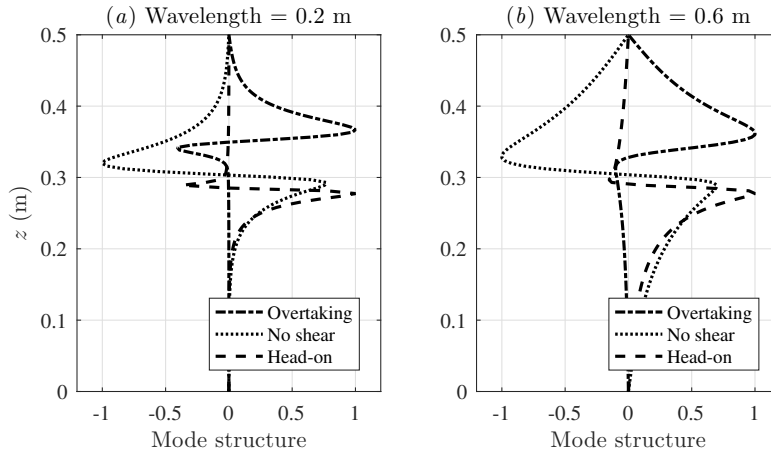 (a) Wavelength = 0.2 m
(b) Wavelength = 0.6 m
0.5
0.4
0.3
0.2
0.1
0
z (m)
Overtaking
No shear
Head-on
-1
-0.5
0
0.5
1
Mode structure
0.5
0.4
0.3
0.2
0.1
0
Overtaking
No shear
Head-on
-1
-0.5
0
0.5
1
Mode structure